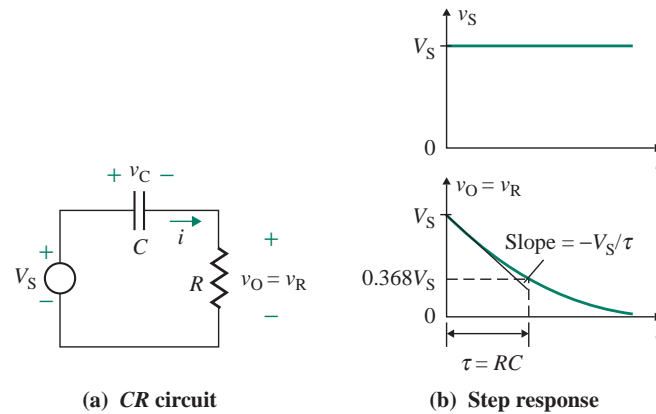 v_S
V_S
0
v_O = v_R
V_S
Slope = –V_S/τ
0.368V_S
0
τ = RC
+ v_C –
C
i
+
V_S
–
R
+
v_O = v_R
–
(a) CR circuit
(b) Step response